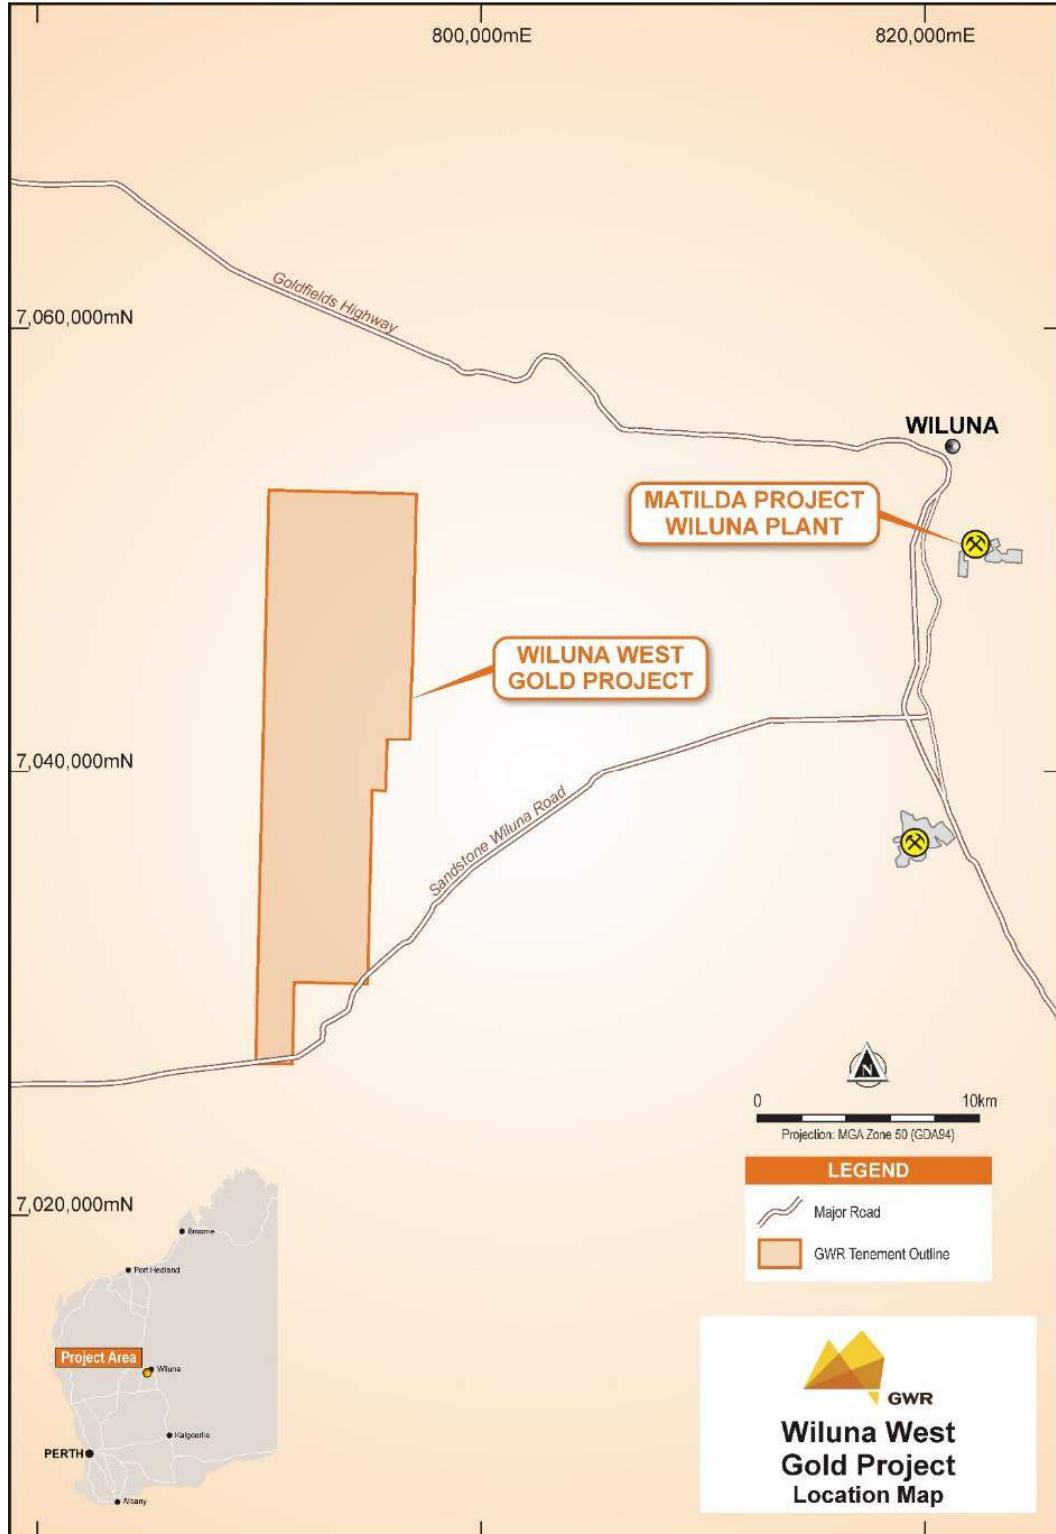 800,000mE
820,000mE
Goldfields Highway
7,060,000mN
WILUNA
MATILDA PROJECT
WILUNA PLANT
WILUNA WEST
GOLD PROJECT
7,040,000mN
Sandstone Wiluna Road
N
0 10km
Projection: MGA Zone 50 (GDA94)
LEGEND
Major Road
GWR Tenement Outline
7,020,000mN
Broome
Port Hedland
Project Area
Wiluna
Kalgoorlie
PERTH
Albany
GWR
Wiluna West
Gold Project
Location Map